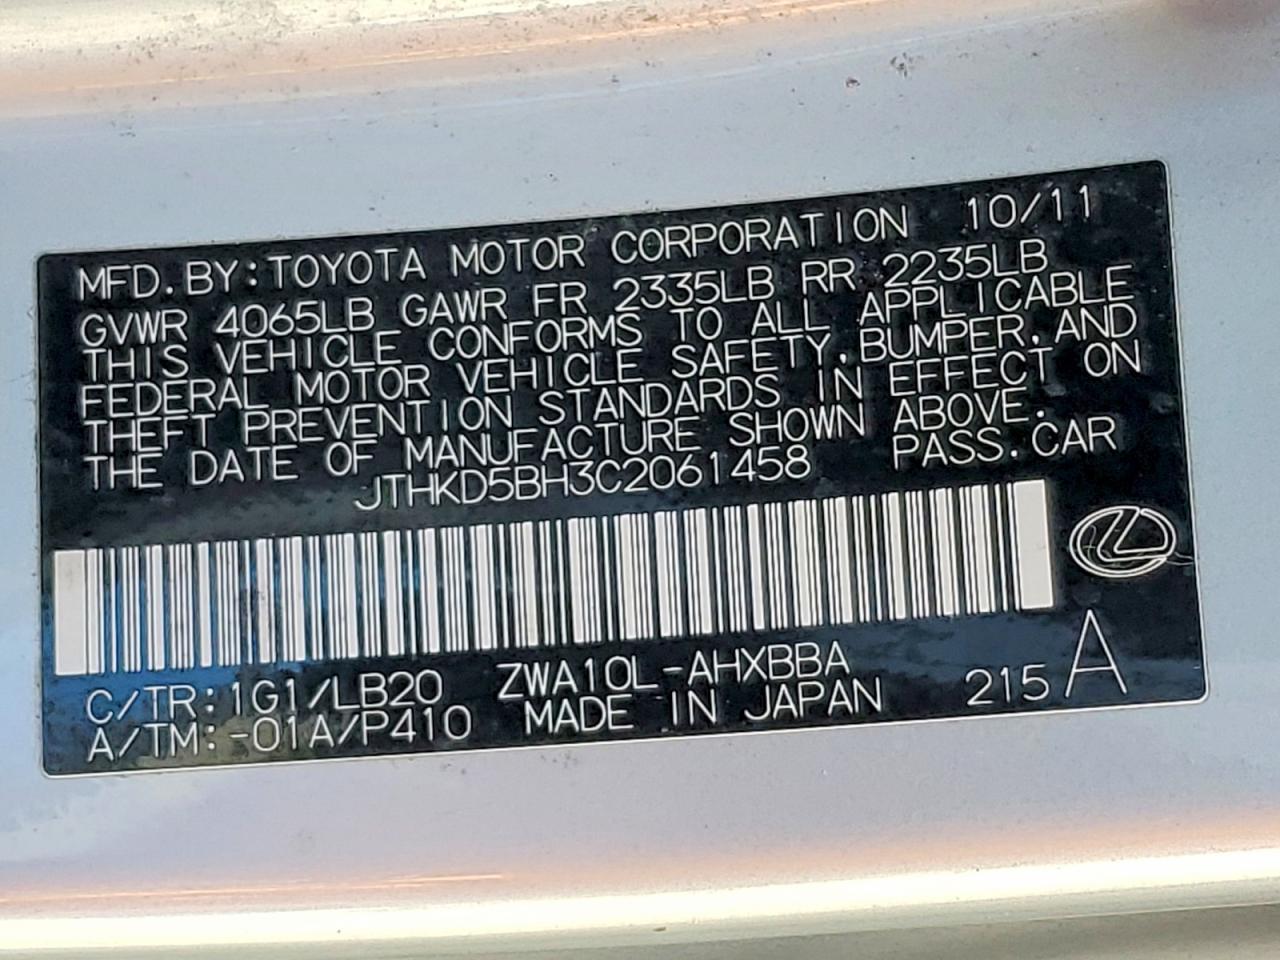 MFD. BY: TOYOTA MOTOR CORPORATION 10/11
GVWR 4065LB GAWR FR 2335LB RR 2235LB
THIS VEHICLE CONFORMS TO ALL APPLICABLE
FEDERAL MOTOR VEHICLE SAFETY, BUMPER, AND
THEFT PREVENTION STANDARDS IN EFFECT ON
THE DATE OF MANUFACTURE SHOWN ABOVE.
JTHKD5BH3C2061458 PASS. CAR
C/TR: 1G1/LB20 ZWA10L-AHXBBA
A/TM: -01A/P410 MADE IN JAPAN 215 A